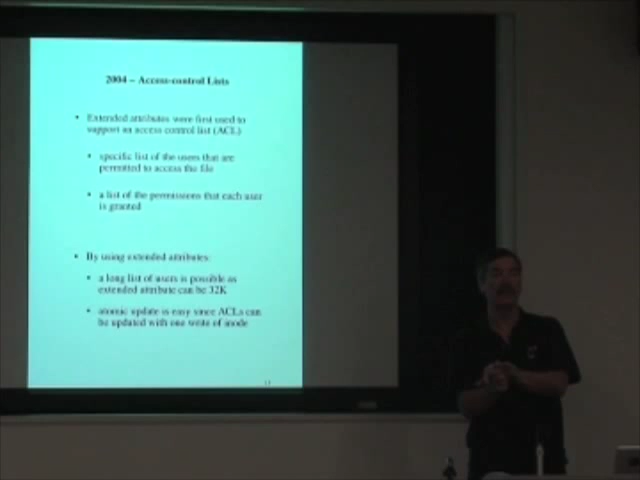 2004 – Access-control Lists
• Extended attributes were first used to
support an access control list (ACL)
• specific list of the users that are
permitted to access the file
• a list of the permissions that each user
is granted
• By using extended attributes:
• a long list of users is possible as
extended attribute can be 32K
• atomic update is easy since ACLs can
be updated with one write of inode